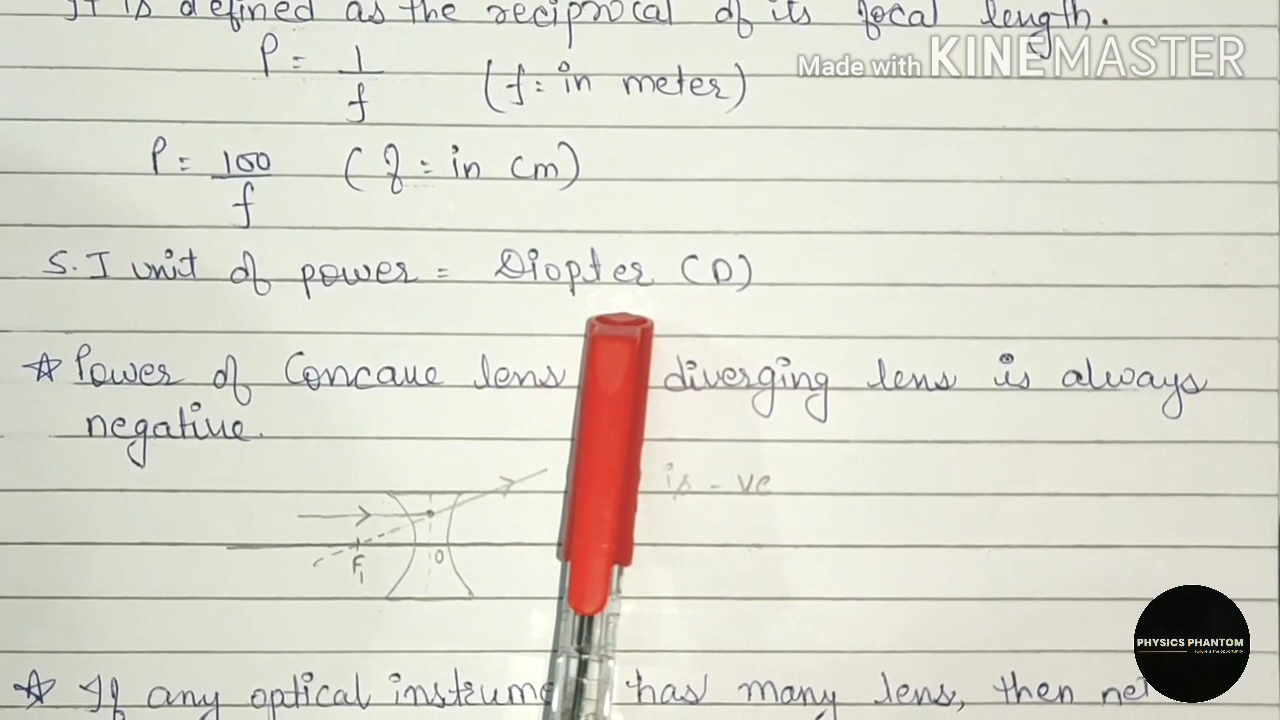 It is defined as the reciprocal of its focal length.
Made with KINEMASTER
P = 1/f (f = in meter)
P = 100/f (f = in cm)
S.I unit of power = Diopter (D)
☆ Power of Concave lens diverging lens is always
negative.
is - ve
F1
O
PHYSICS PHANTOM
☆ If any optical instrume has many lens, then net